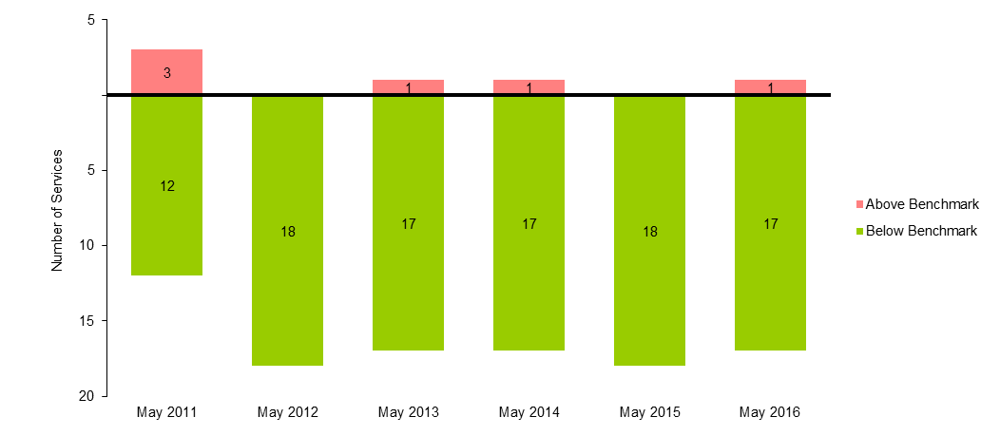 5
3
1
1
1
5
12
Number of Services
Above Benchmark
17
17
17
18
18
Below Benchmark
10
15
20
May 2011
May 2012
May 2013
May 2014
May 2015
May 2016